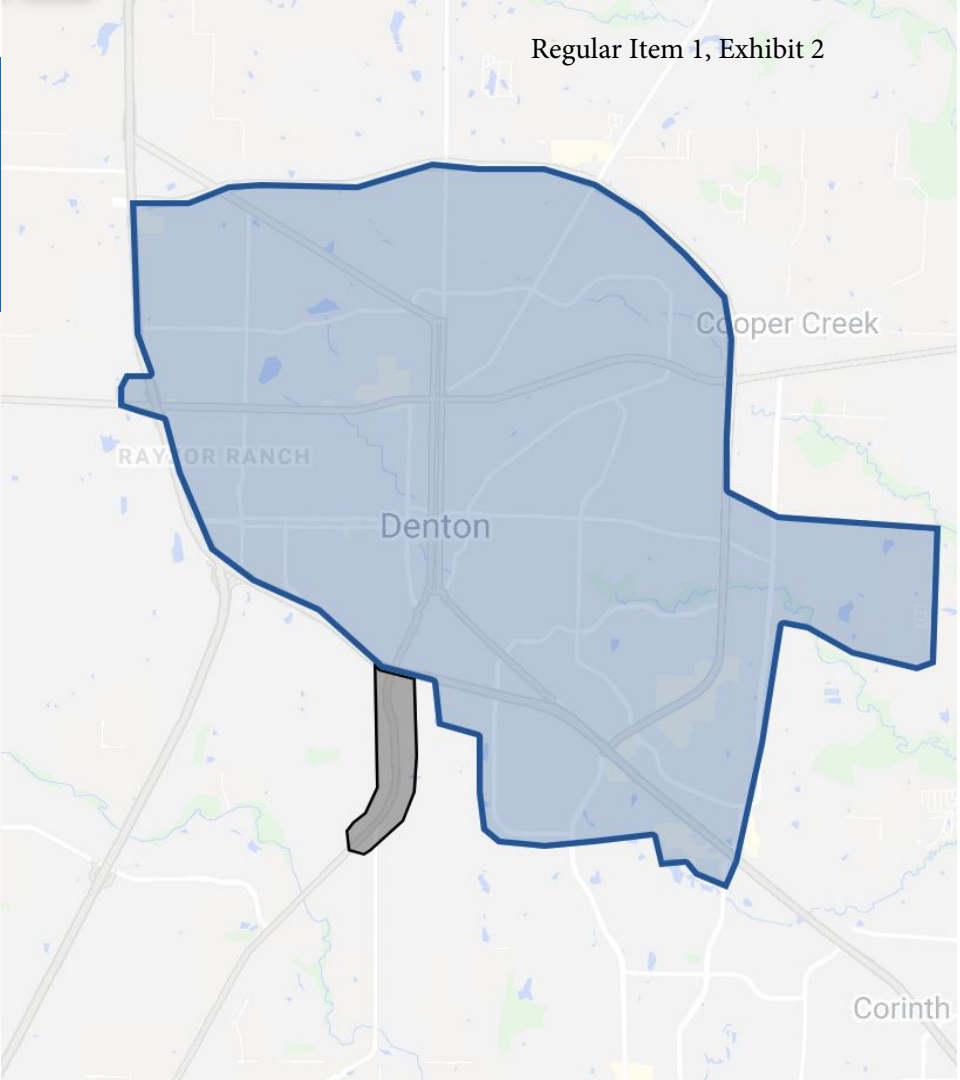 Regular Item 1, Exhibit 2
Cooper Creek
RAYZOR RANCH
Denton
Corinth